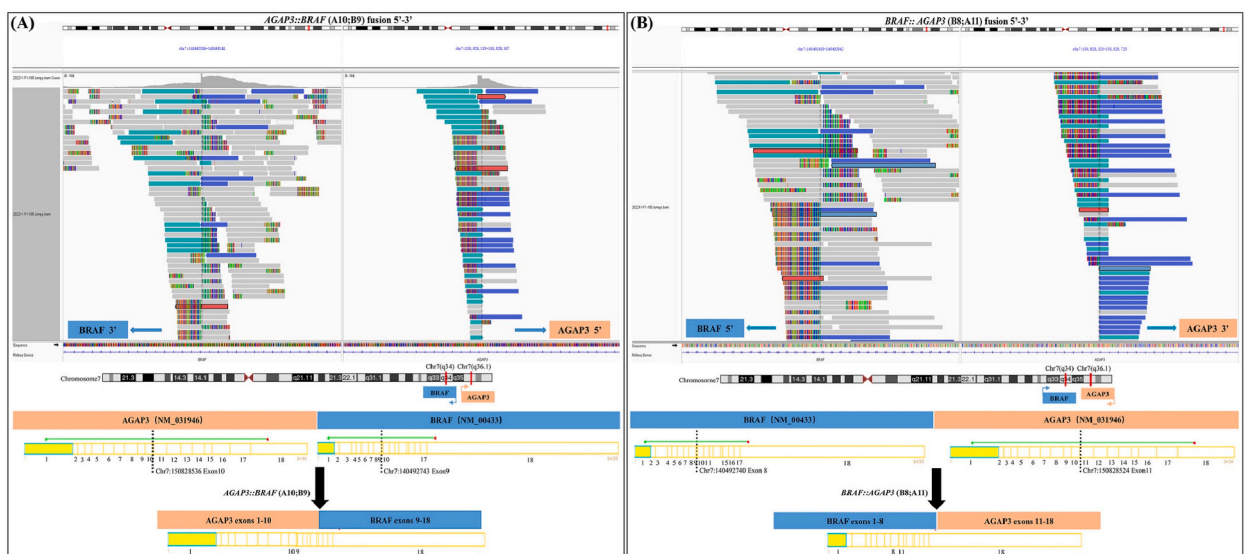 (A)
AGAP3::BRAF (A10;B9) fusion 5'-3'
BRAF 3'
AGAP3 5'
Sequence
BRAF
AGAP3
Chr7(q34) Chr7(q36.1)
Chromosome7
21.3 14.3 14.1 q21.11 q31.1
BRAF
AGAP3
AGAP3 (NM_031946)
BRAF (NM_00433)
1 2 3 4 5 6 7 8 9 10 11 12 13 14 15 16 17 18
1 2 3 4 5 6 7 8 9 10 17 18
Chr7:150828536 Exon10
Chr7:140492743 Exon9
AGAP3::BRAF (A10;B9)
AGAP3 exons 1-10
BRAF exons 9-18
1 10 9 18
(B)
BRAF:: AGAP3 (B8;A11) fusion 5'-3'
BRAF 5'
AGAP3 3'
Sequence
BRAF
AGAP3
Chr7(q34) Chr7(q36.1)
Chromosome7
21.3 14.3 14.1 q21.11 q31.1
BRAF
AGAP3
BRAF (NM_00433)
AGAP3 (NM_031946)
1 2 3 4 5 6 7 8 9 10 11 15 16 17 18
1 2 3 4 5 6 7 8 9 10 11 12 13 14 15 16 17 18
Chr7:140492740 Exon 8
Chr7:150828524 Exon11
BRAF::AGAP3 (B8;A11)
BRAF exons 1-8
AGAP3 exons 11-18
1 8 11 18